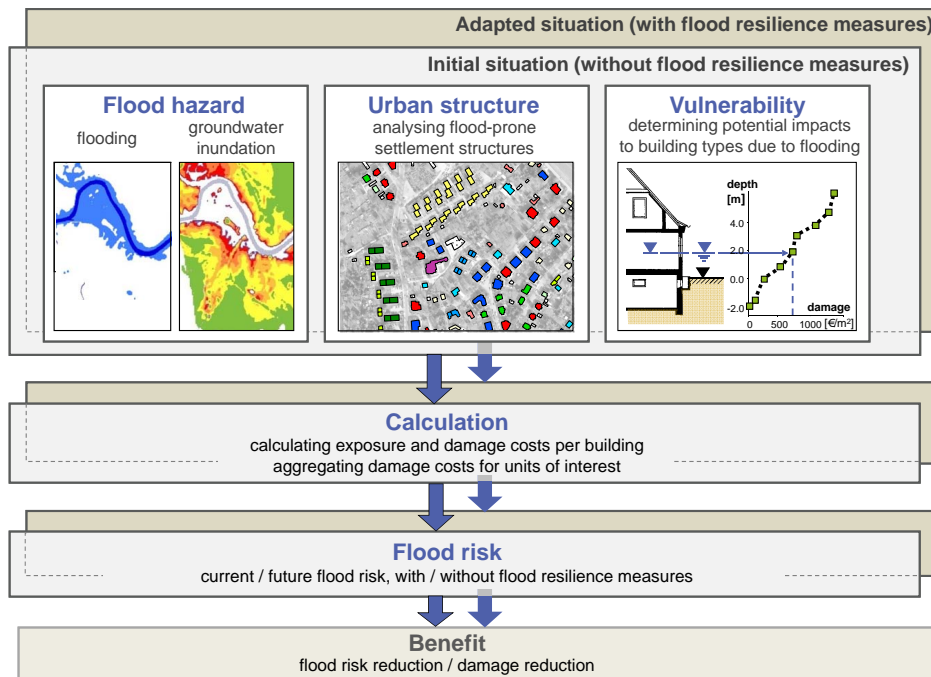 Adapted situation (with flood resilience measures)
Initial situation (without flood resilience measures)
Flood hazard
flooding
groundwater
inundation
Urban structure
analysing flood-prone
settlement structures
Vulnerability
determining potential impacts
to building types due to flooding
depth
[m]
4.0
2.0
0.0
-2.0
damage
0
500
1000 [€/m²]
Calculation
calculating exposure and damage costs per building
aggregating damage costs for units of interest
Flood risk
current / future flood risk, with / without flood resilience measures
Benefit
flood risk reduction / damage reduction